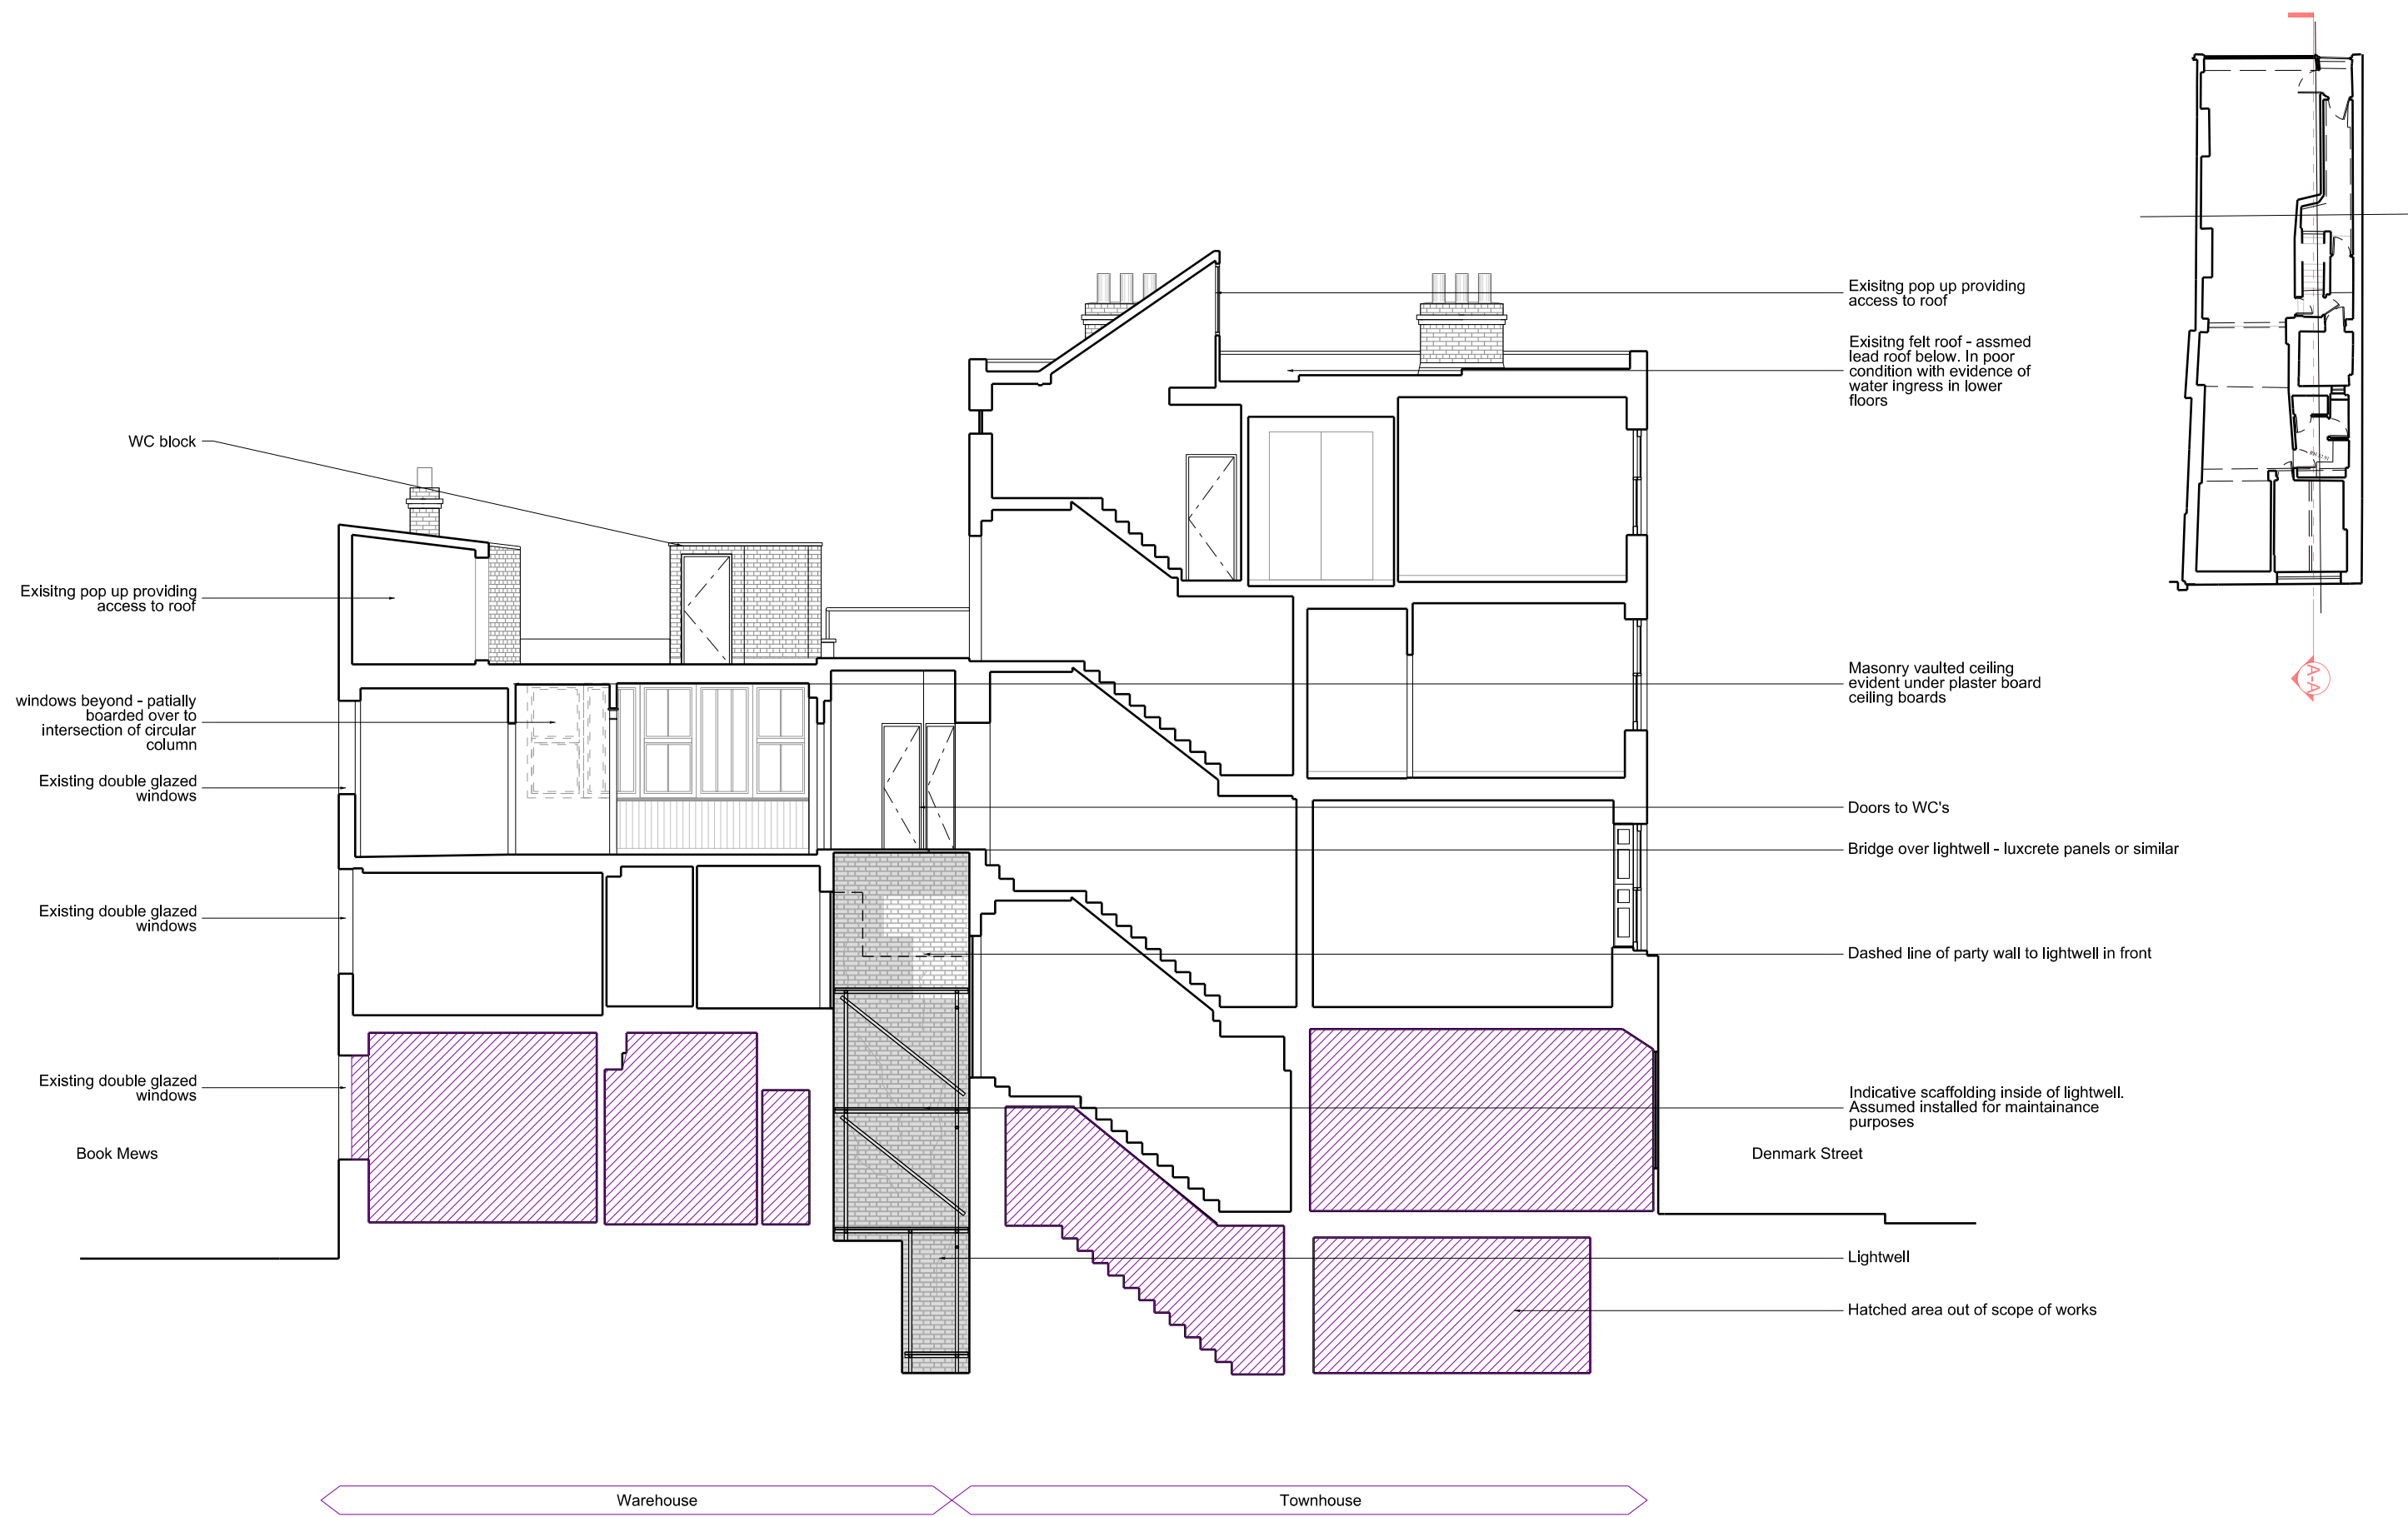 WC block
Exisitng pop up providing
access to roof
windows beyond - patially
boarded over to
intersection of circular
column
Existing double glazed
windows
Existing double glazed
windows
Existing double glazed
windows
Book Mews
Exisitng pop up providing
access to roof
Exisitng felt roof - assmed
lead roof below. In poor
condition with evidence of
water ingress in lower
floors
Masonry vaulted ceiling
evident under plaster board
ceiling boards
Doors to WC's
Bridge over lightwell - luxcrete panels or similar
Dashed line of party wall to lightwell in front
Indicative scaffolding inside of lightwell.
Assumed installed for maintainance
purposes
Denmark Street
Lightwell
Hatched area out of scope of works
A-A
Warehouse
Townhouse